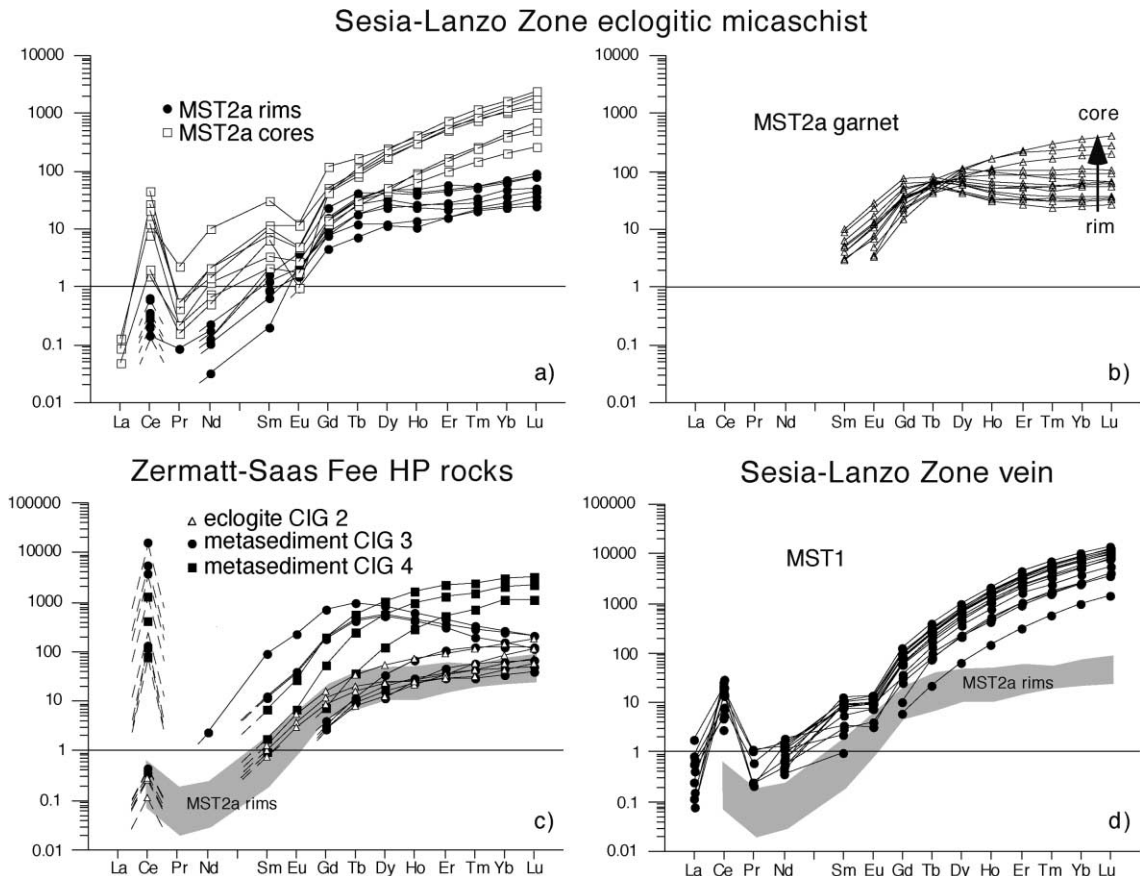 Sesia-Lanzo Zone eclogitic micaschist
10000
1000
100
10
1
0.1
0.01
MST2a rims
MST2a cores
a)
La Ce Pr Nd Sm Eu Gd Tb Dy Ho Er Tm Yb Lu
10000
1000
100
10
1
0.1
0.01
MST2a garnet
core
rim
b)
La Ce Pr Nd Sm Eu Gd Tb Dy Ho Er Tm Yb Lu
Zermatt-Saas Fee HP rocks
100000
10000
1000
100
10
1
0.1
0.01
eclogite CIG 2
metasediment CIG 3
metasediment CIG 4
MST2a rims
c)
La Ce Pr Nd Sm Eu Gd Tb Dy Ho Er Tm Yb Lu
Sesia-Lanzo Zone vein
100000
10000
1000
100
10
1
0.1
0.01
MST1
MST2a rims
d)
La Ce Pr Nd Sm Eu Gd Tb Dy Ho Er Tm Yb Lu